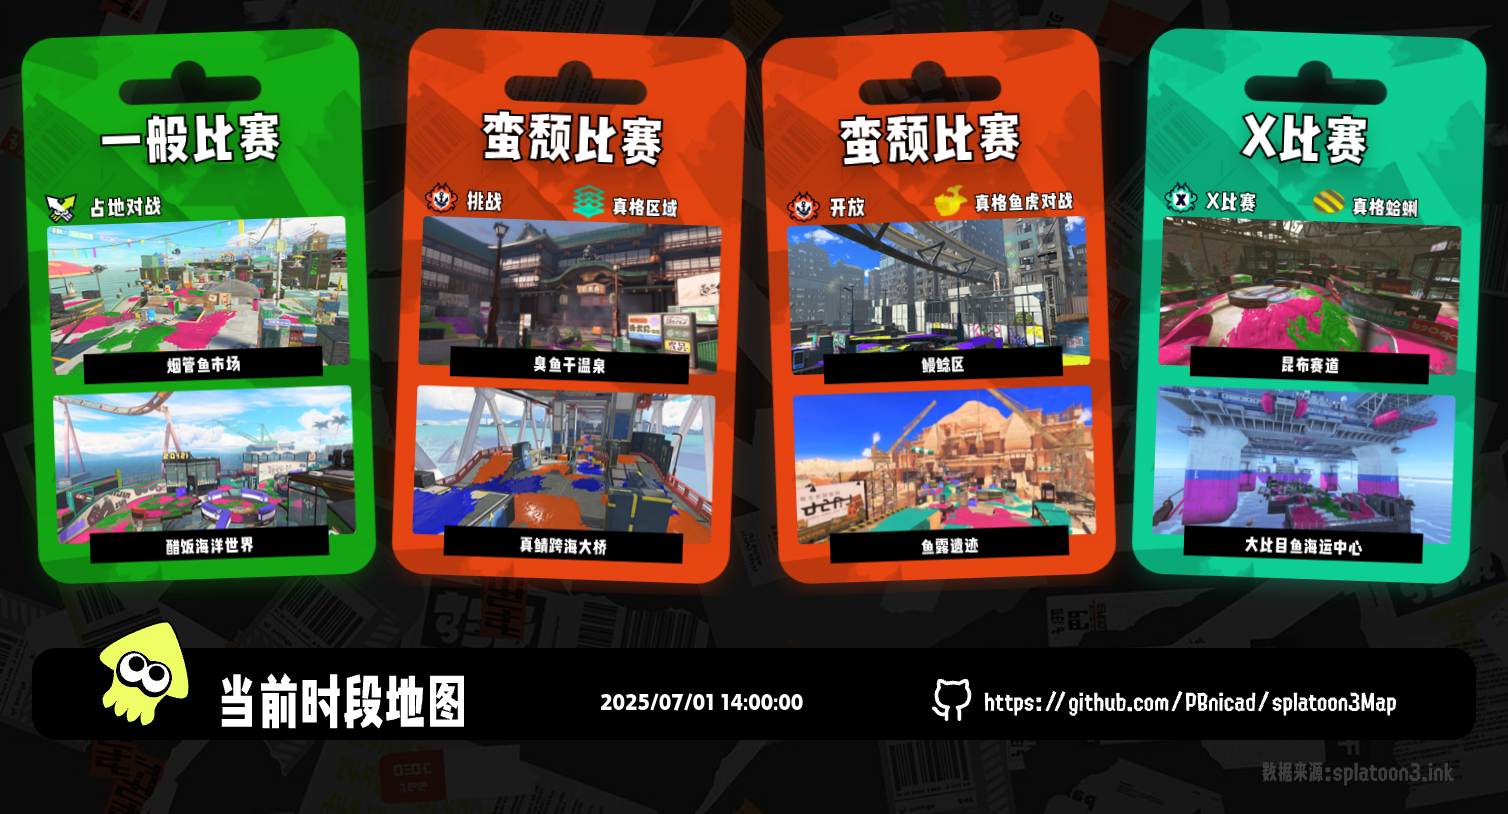 一般比赛
占地对战
烟管鱼市场
醋饭海洋世界
蛮颓比赛
挑战
真格区域
臭鱼干温泉
真鲭跨海大桥
蛮颓比赛
开放
真格鱼虎对战
鳗鲶区
鱼露遗迹
X比赛
X比赛
真格蛤蜊
昆布赛道
大比目鱼海运中心
当前时段地图
2025/07/01 14:00:00
https://github.com/PBnicad/splatoon3Map
数据来源:splatoon3.ink